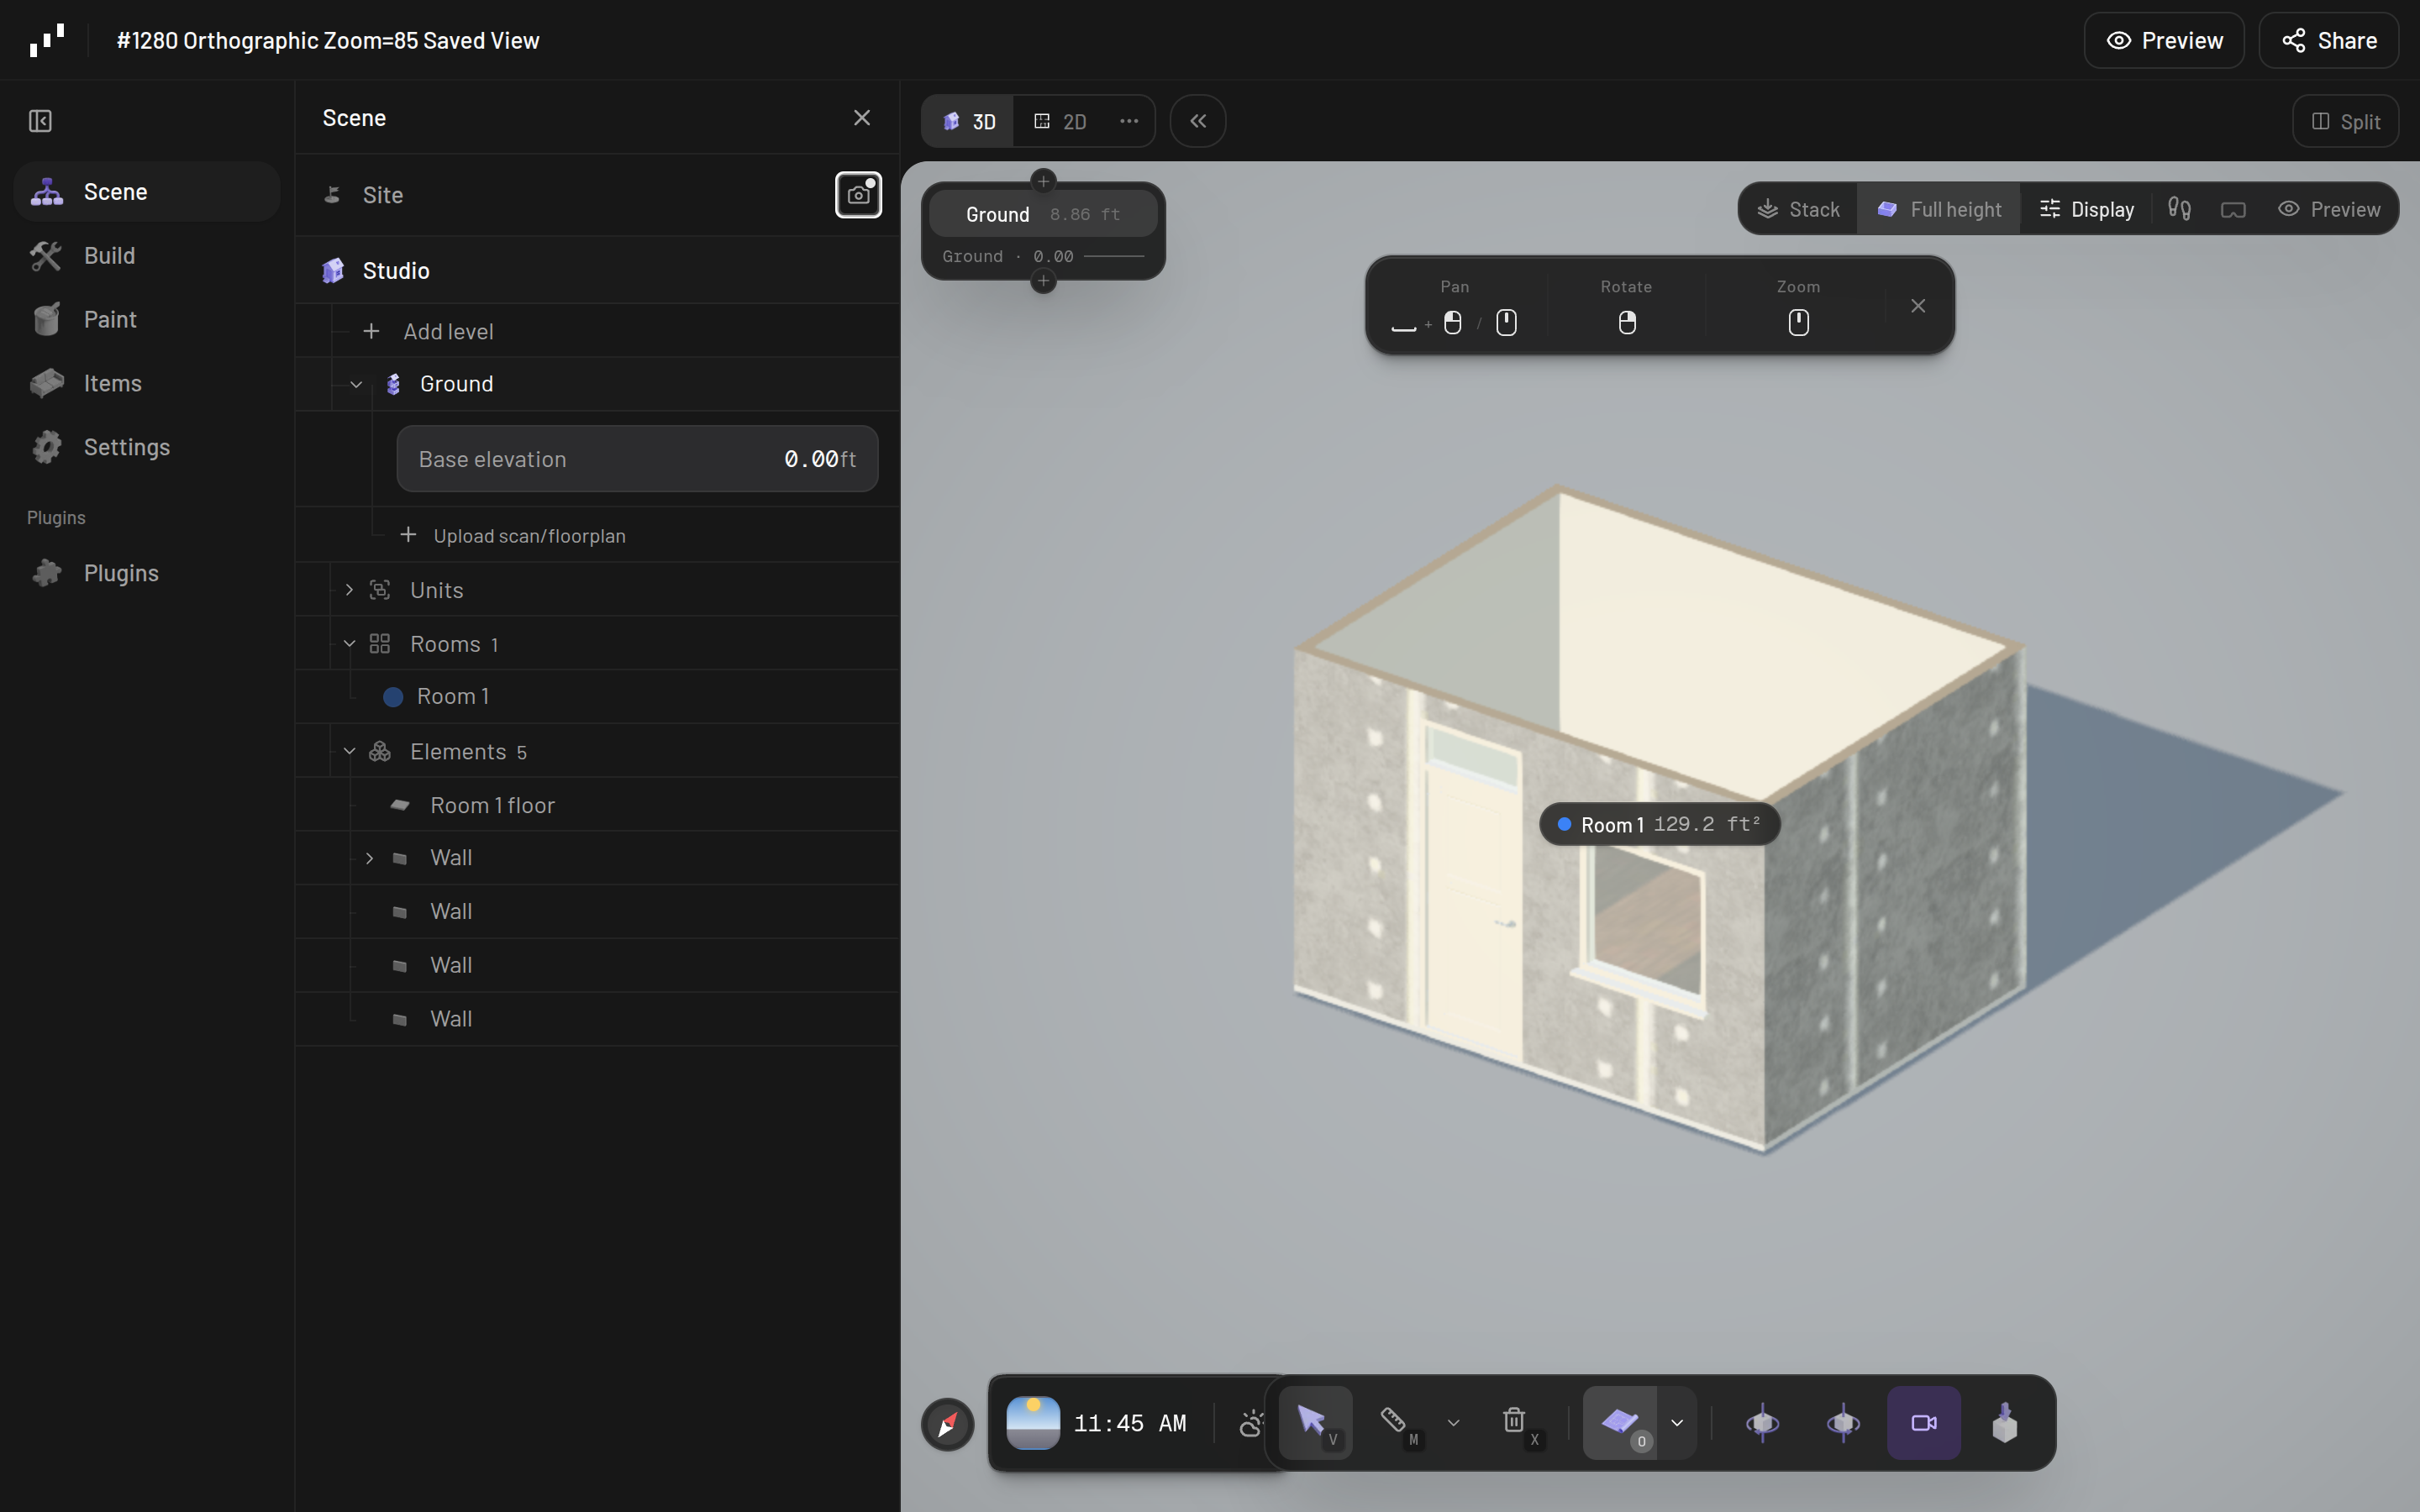 #1280 Orthographic Zoom=85 Saved View
Preview
Share
Scene
Build
Paint
Items
Settings
Plugins
Plugins
Scene
Site
Studio
Add level
Ground
Base elevation 0.00ft
Upload scan/floorplan
Units
Rooms 1
Room 1
Elements 5
Room 1 floor
Wall
Wall
Wall
Wall
3D
2D
Split
Ground 8.86 ft
Ground · 0.00
Stack
Full height
Display
Preview
Pan
Rotate
Zoom
+ /
Room 1 129.2 ft²
11:45 AM
V
M
X
0